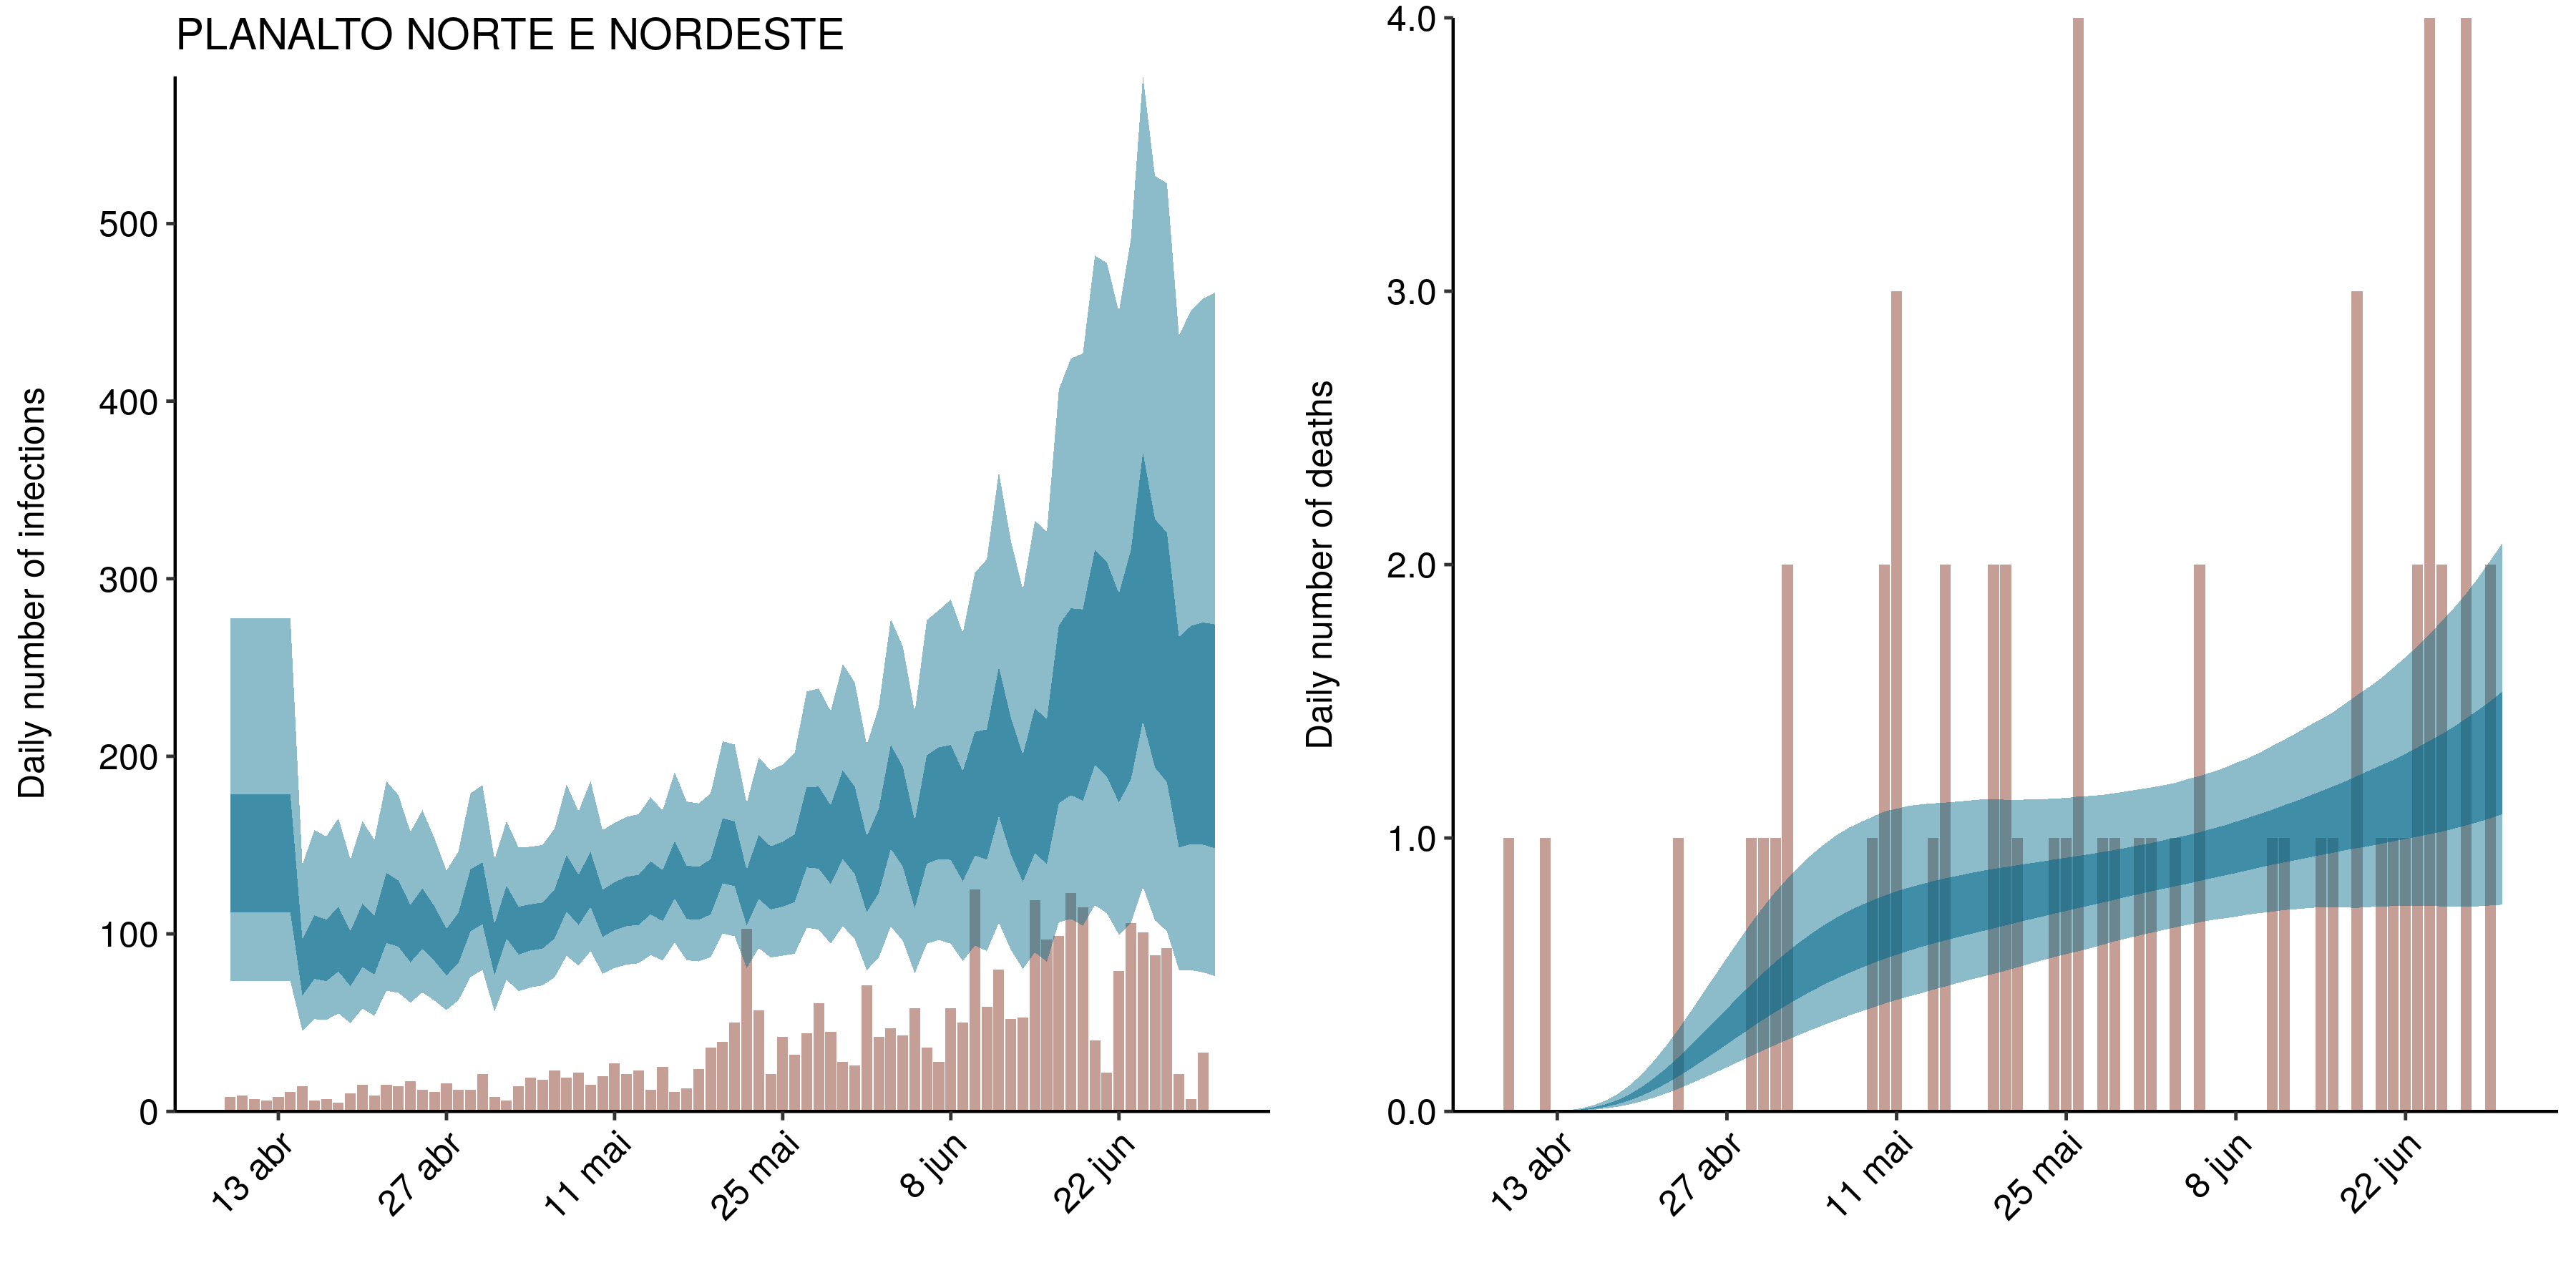 PLANALTO NORTE E NORDESTE
Daily number of infections
500
400
300
200
100
0
13 abr
27 abr
11 mai
25 mai
8 jun
22 jun
Daily number of deaths
4.0
3.0
2.0
1.0
0.0
13 abr
27 abr
11 mai
25 mai
8 jun
22 jun